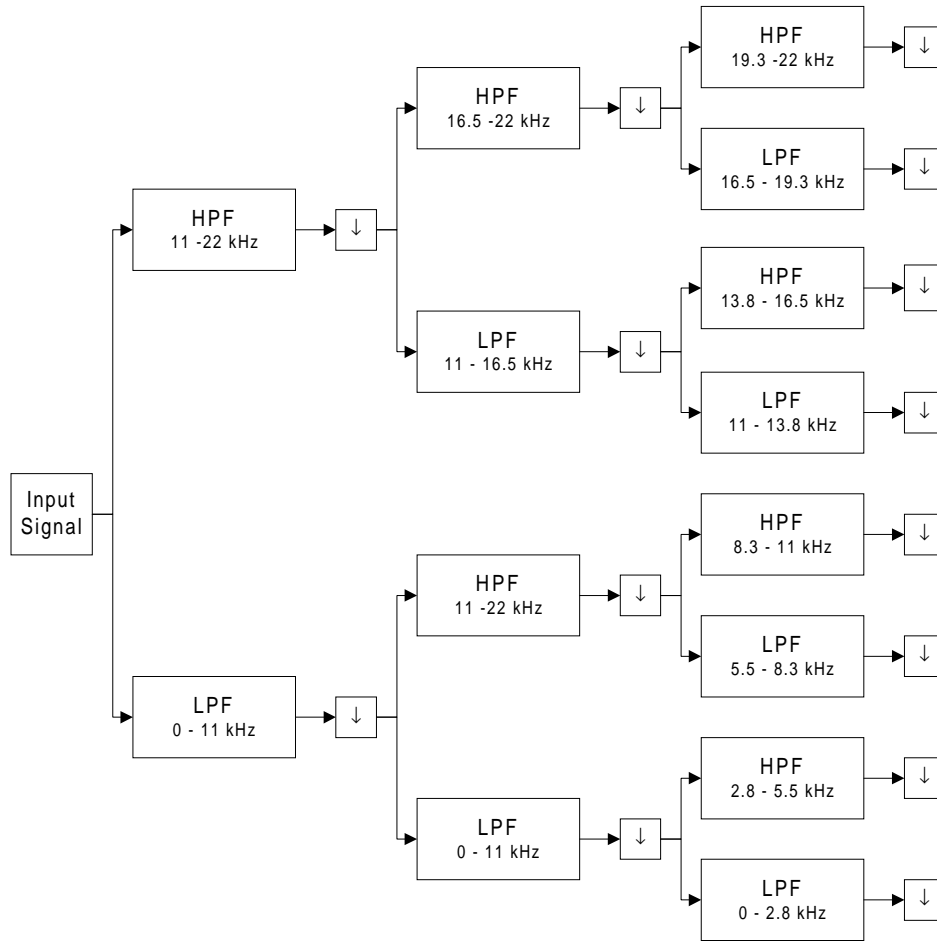 HPF
19.3 -22 kHz
↓
HPF
16.5 -22 kHz
↓
LPF
16.5 - 19.3 kHz
↓
HPF
11 -22 kHz
↓
HPF
13.8 - 16.5 kHz
↓
LPF
11 - 16.5 kHz
↓
LPF
11 - 13.8 kHz
↓
Input
Signal
HPF
8.3 - 11 kHz
↓
HPF
11 -22 kHz
↓
LPF
5.5 - 8.3 kHz
↓
LPF
0 - 11 kHz
↓
HPF
2.8 - 5.5 kHz
↓
LPF
0 - 11 kHz
↓
LPF
0 - 2.8 kHz
↓